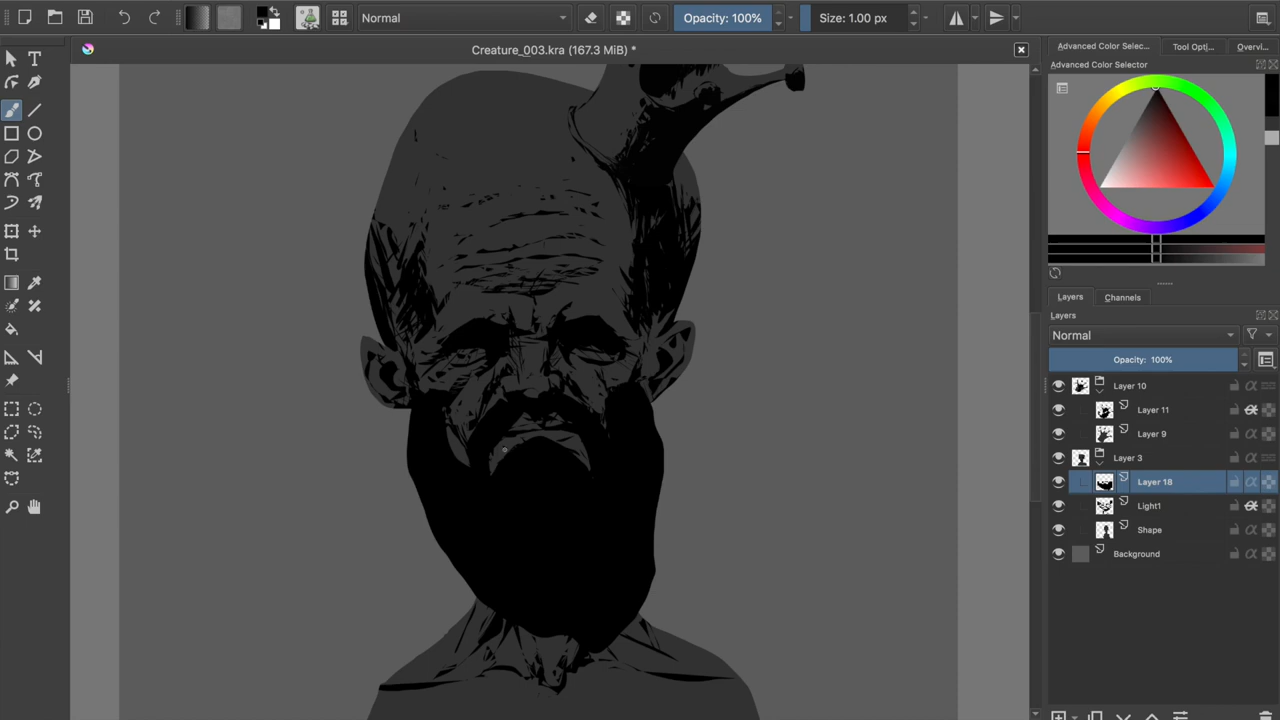 Normal
Opacity: 100%
Size: 1.00 px
Creature_003.kra (167.3 MiB) *
Advanced Color Selec...
Tool Opt...
Overvi...
Advanced Color Selector
Layers
Channels
Layers
Normal
Opacity: 100%
Layer 10
Layer 11
Layer 9
Layer 3
Layer 18
Light1
Shape
Background